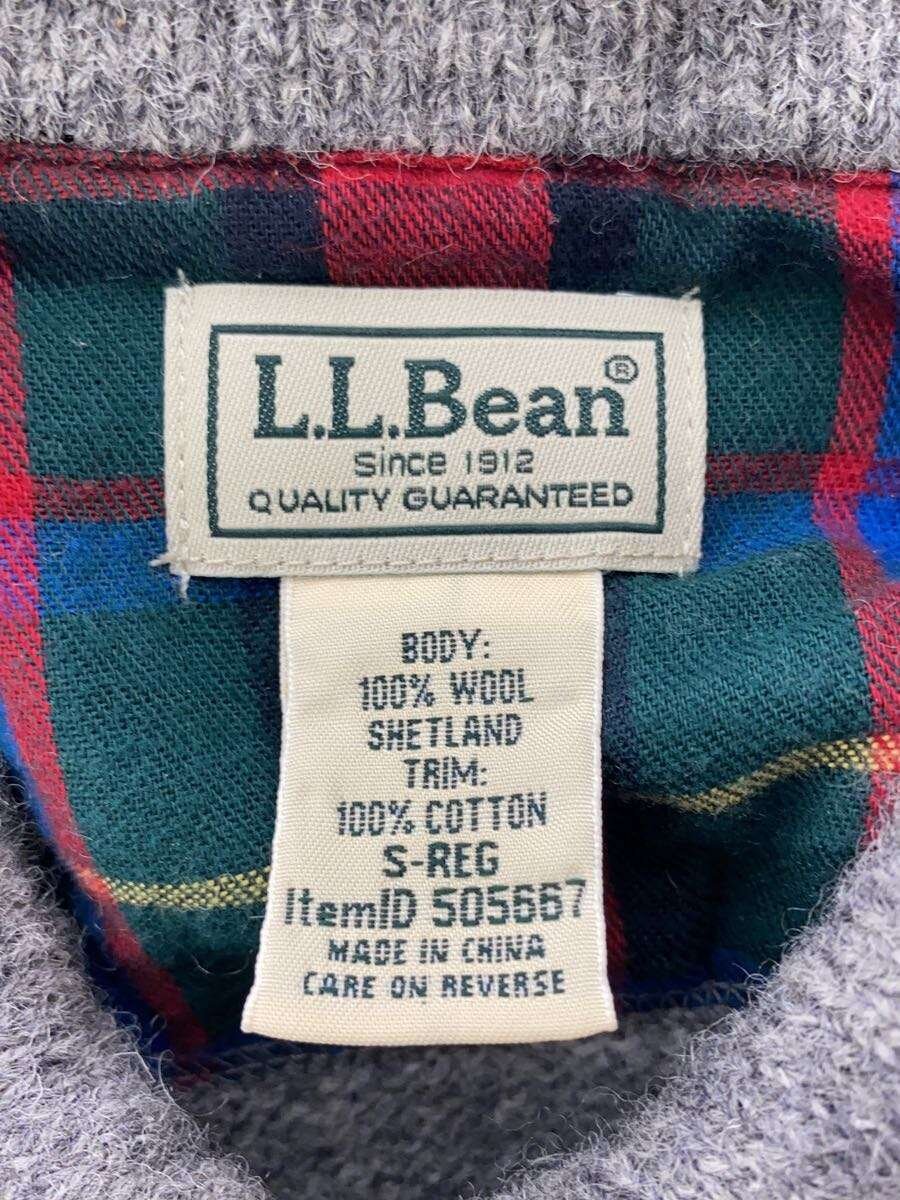 L.L.Bean®
Since 1912
QUALITY GUARANTEED
BODY:
100% WOOL
SHETLAND
TRIM:
100% COTTON
S-REG
ItemID 505667
MADE IN CHINA
CARE ON REVERSE